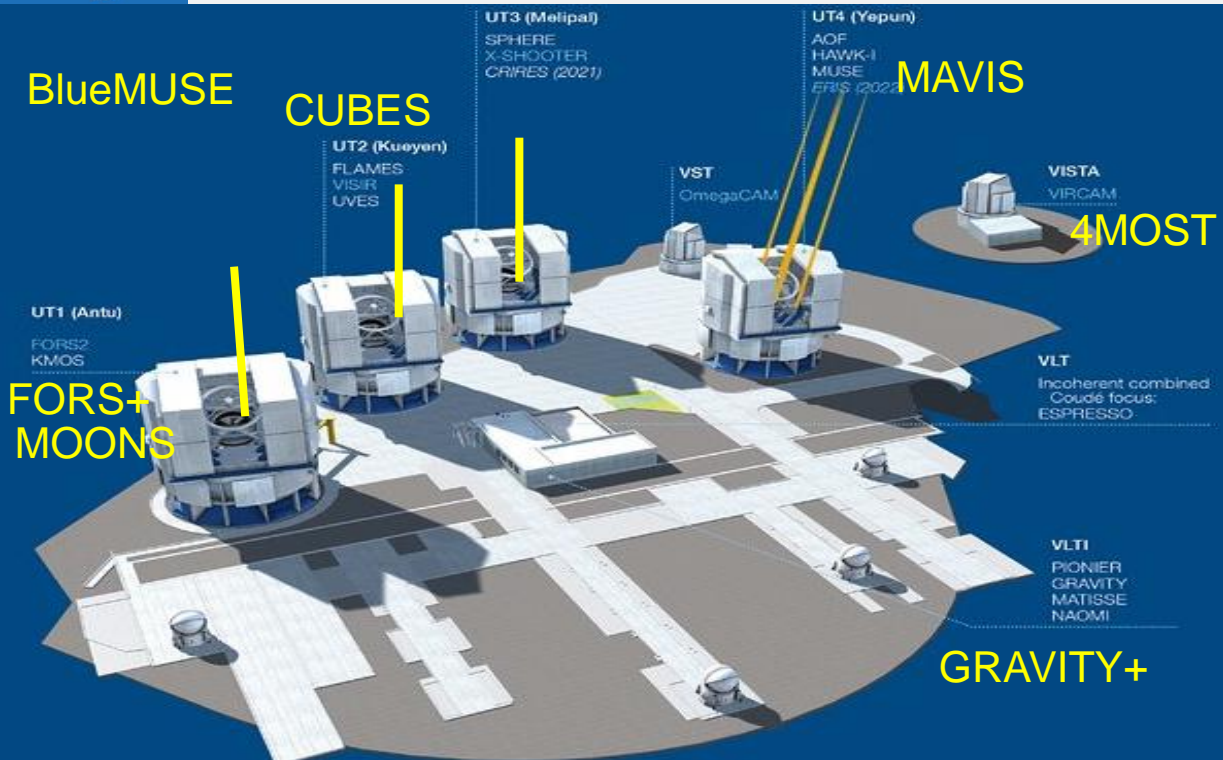 UT3 (Melipal)
SPHERE
X-SHOOTER
CRIRES (2021)
UT4 (Yepun)
AOF
HAWK-I
MUSE
ERIS (2022)
MAVIS
BlueMUSE
CUBES
UT2 (Kueyen)
FLAMES
VISIR
UVES
VST
OmegaCAM
VISTA
VIRCAM
4MOST
UT1 (Antu)
FORS2
KMOS
FORS+
MOONS
VLT
Incoherent combined
Coudé focus:
ESPRESSO
VLTI
PIONIER
GRAVITY
MATISSE
NAOMI
GRAVITY+